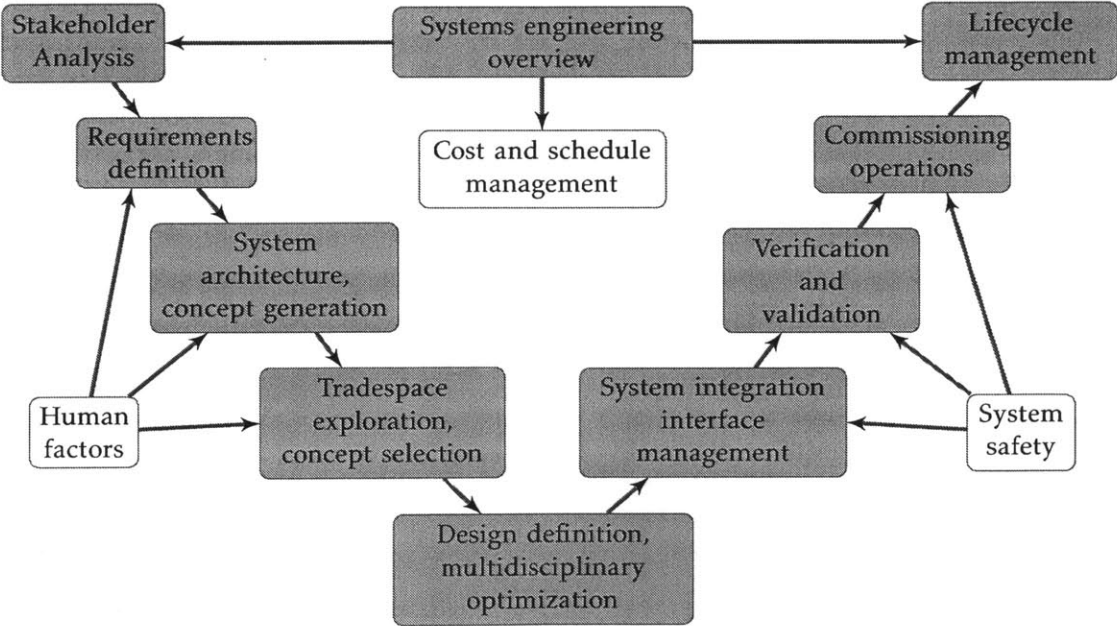 Stakeholder
Analysis
Systems engineering
overview
Lifecycle
management
Requirements
definition
Cost and schedule
management
Commissioning
operations
System
architecture,
concept generation
Verification
and
validation
Human
factors
Tradespace
exploration,
concept selection
System integration
interface
management
System
safety
Design definition,
multidisciplinary
optimization